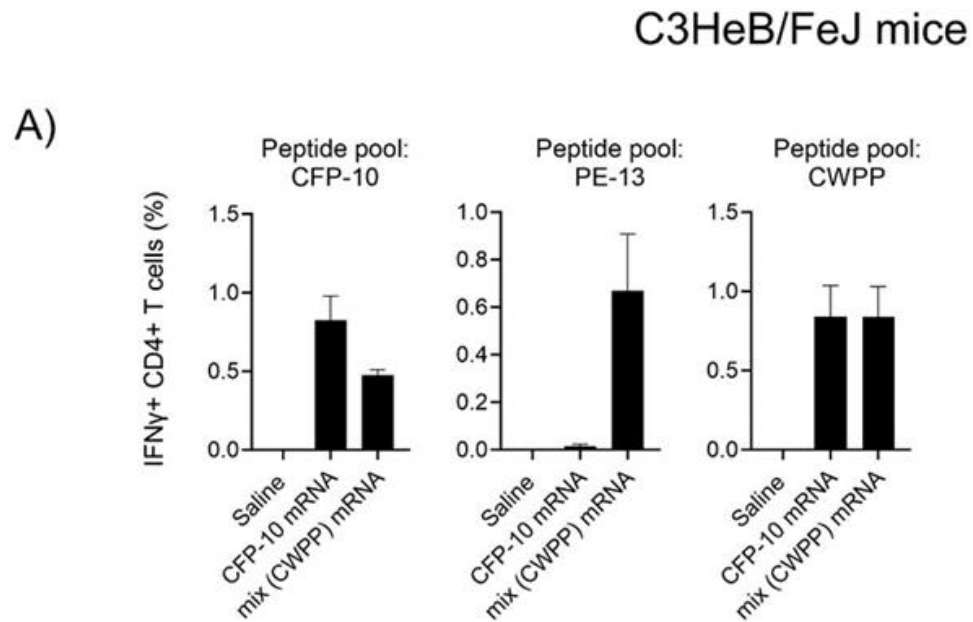 C3HeB/FeJ mice
A)
Peptide pool:
CFP-10
Peptide pool:
PE-13
Peptide pool:
CWPP
IFNγ+ CD4+ T cells (%)
1.5
1.0
0.5
0.0
Saline
CFP-10 mRNA
mix (CWPP) mRNA
1.0
0.8
0.6
0.4
0.2
0.0
Saline
CFP-10 mRNA
mix (CWPP) mRNA
1.5
1.0
0.5
0.0
Saline
CFP-10 mRNA
mix (CWPP) mRNA